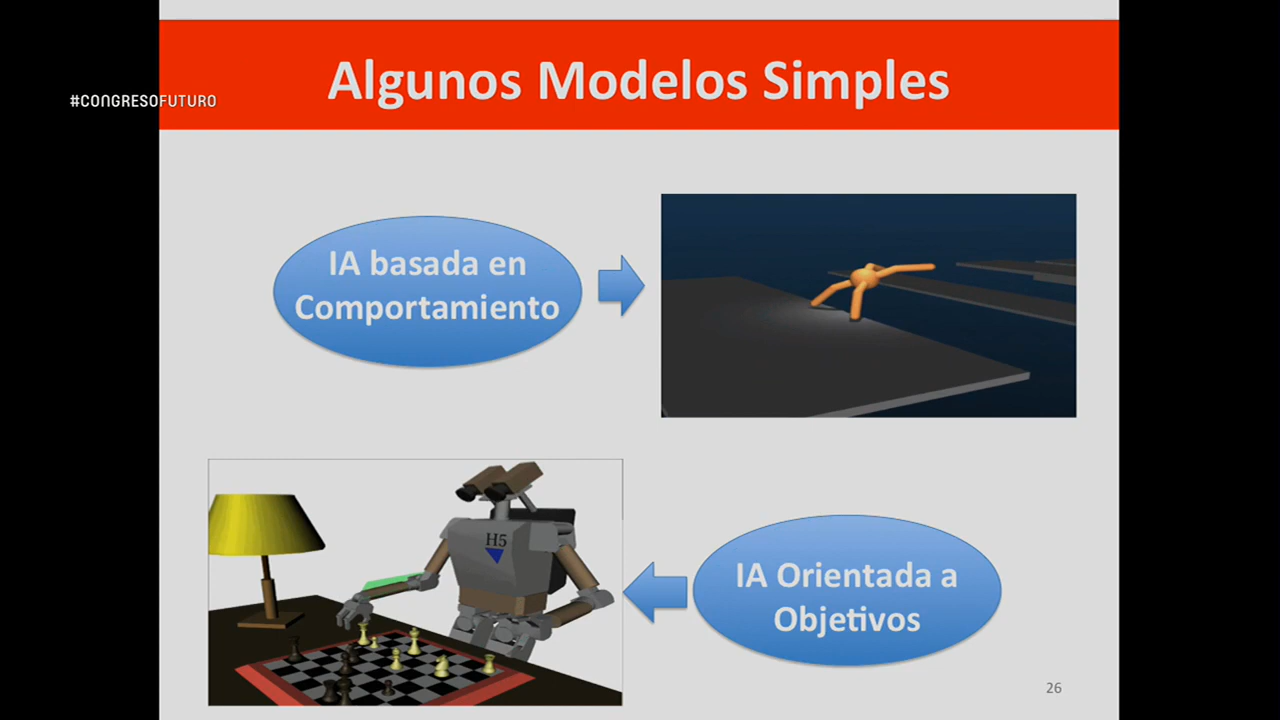 Algunos Modelos Simples
#CONGRESOFUTURO
IA basada en
Comportamiento
H5
IA Orientada a
Objetivos
26